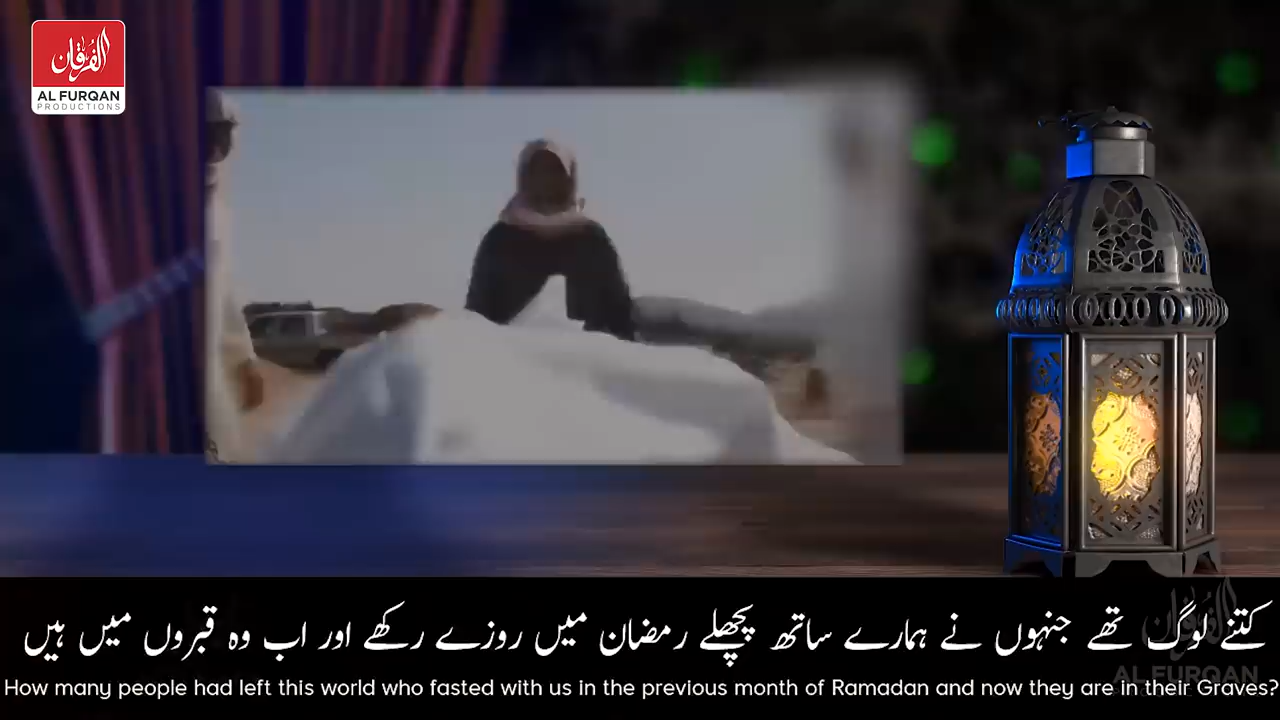 الفرقان
AL FURQAN
PRODUCTIONS
کتنے لوگ تھے جنہوں نے ہمارے ساتھ پچھلے رمضان میں روزے رکھے اور اب وہ قبروں میں ہیں
How many people had left this world who fasted with us in the previous month of Ramadan and now they are in their Graves?
الفرقان
AL FURQAN